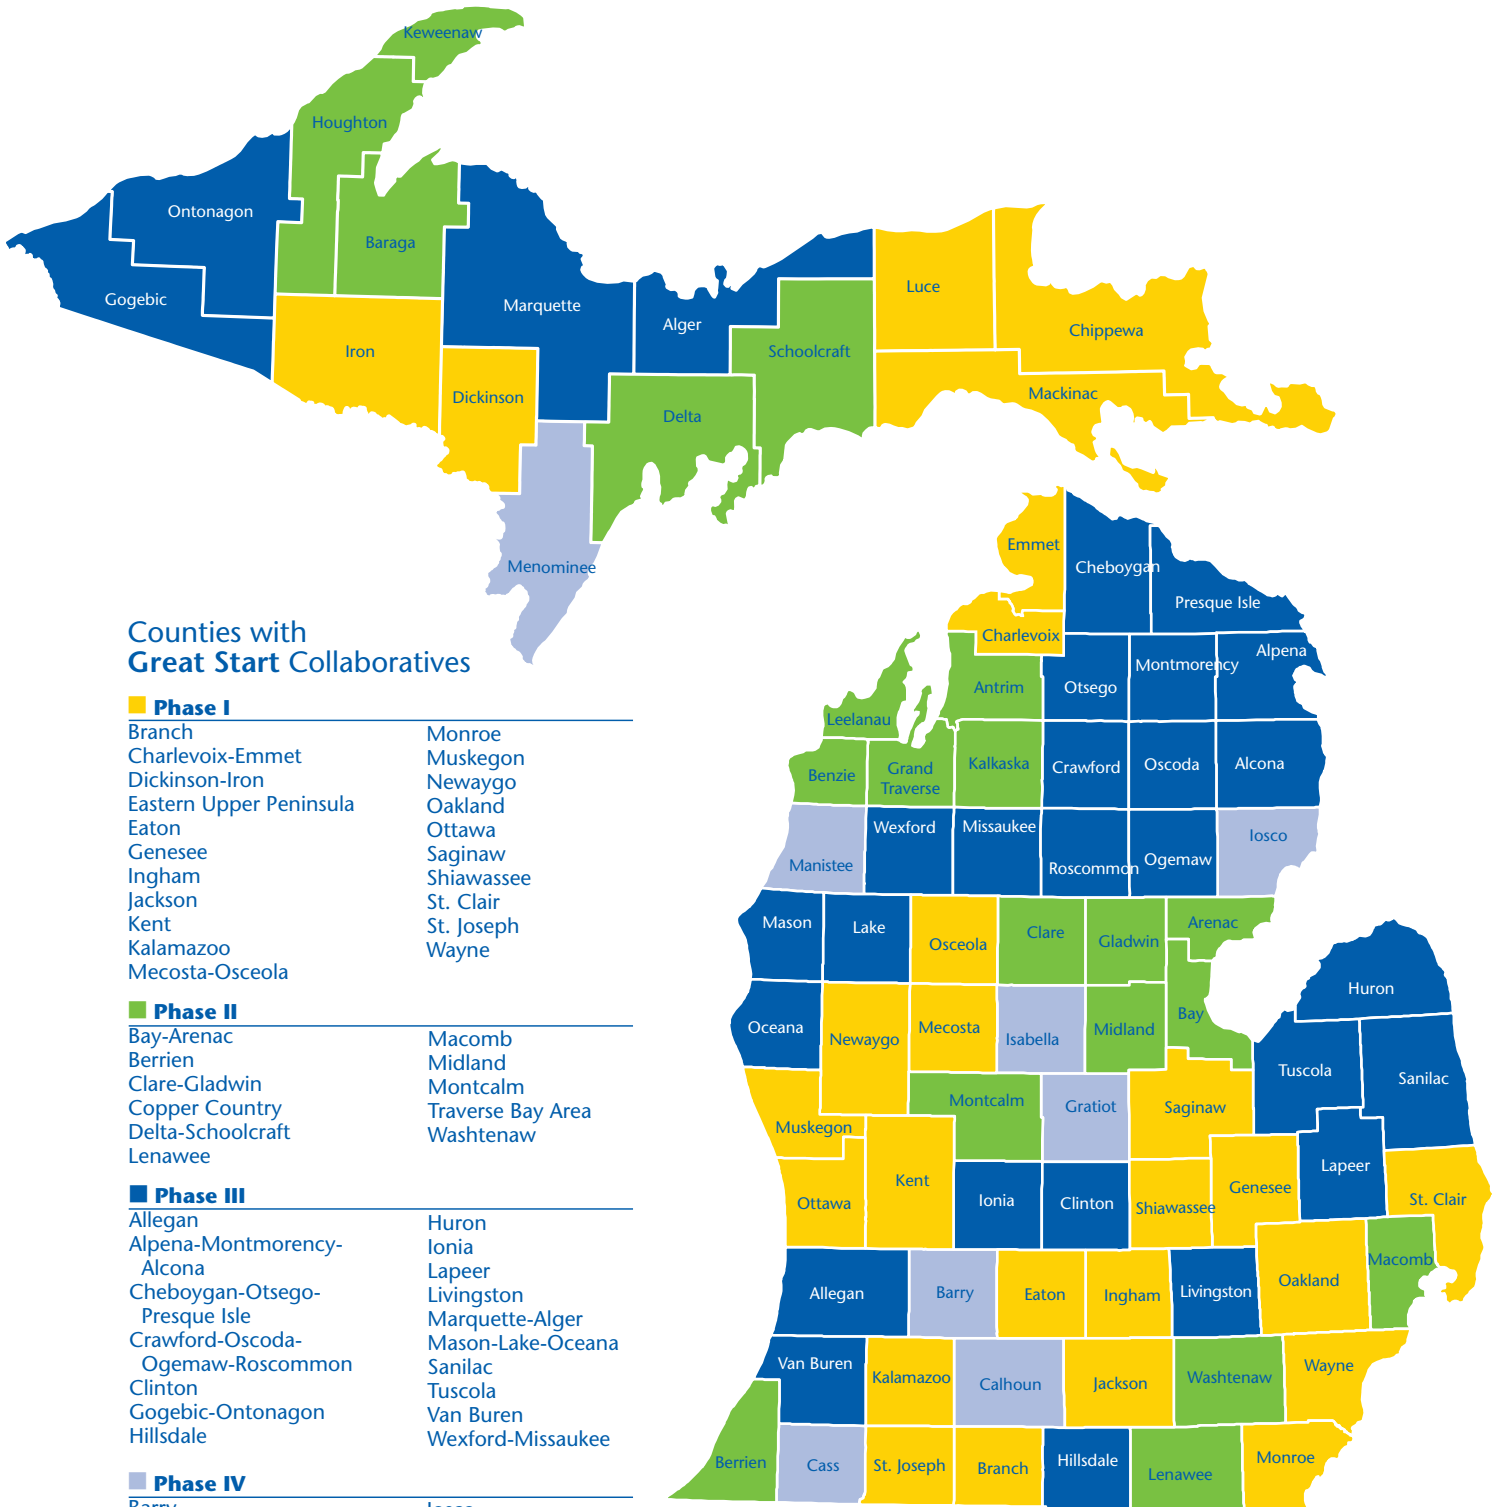 Keweenaw
Houghton
Ontonagon
Baraga
Gogebic
Marquette
Luce
Alger
Chippewa
Iron
Schoolcraft
Dickinson
Mackinac
Delta
Menominee
Emmet
Cheboygan
Presque Isle
Charlevoix
Alpena
Montmorency
Antrim
Otsego
Leelanau
Benzie
Grand
Traverse
Kalkaska
Crawford
Oscoda
Alcona
Manistee
Wexford
Missaukee
Roscommon
Ogemaw
Iosco
Mason
Lake
Osceola
Clare
Gladwin
Arenac
Huron
Oceana
Newaygo
Mecosta
Isabella
Midland
Bay
Tuscola
Sanilac
Muskegon
Montcalm
Gratiot
Saginaw
Lapeer
Ottawa
Kent
Ionia
Clinton
Shiawassee
Genesee
St. Clair
Allegan
Barry
Eaton
Ingham
Livingston
Oakland
Macomb
Van Buren
Kalamazoo
Calhoun
Jackson
Washtenaw
Wayne
Berrien
Cass
St. Joseph
Branch
Hillsdale
Lenawee
Monroe
Counties with
Great Start Collaboratives
Phase I
Branch
Charlevoix-Emmet
Dickinson-Iron
Eastern Upper Peninsula
Eaton
Genesee
Ingham
Jackson
Kent
Kalamazoo
Mecosta-Osceola
Monroe
Muskegon
Newaygo
Oakland
Ottawa
Saginaw
Shiawassee
St. Clair
St. Joseph
Wayne
Phase II
Bay-Arenac
Berrien
Clare-Gladwin
Copper Country
Delta-Schoolcraft
Lenawee
Macomb
Midland
Montcalm
Traverse Bay Area
Washtenaw
Phase III
Allegan
Alpena-Montmorency-
Alcona
Cheboygan-Otsego-
Presque Isle
Crawford-Oscoda-
Ogemaw-Roscommon
Clinton
Gogebic-Ontonagon
Hillsdale
Huron
Ionia
Lapeer
Livingston
Marquette-Alger
Mason-Lake-Oceana
Sanilac
Tuscola
Van Buren
Wexford-Missaukee
Phase IV